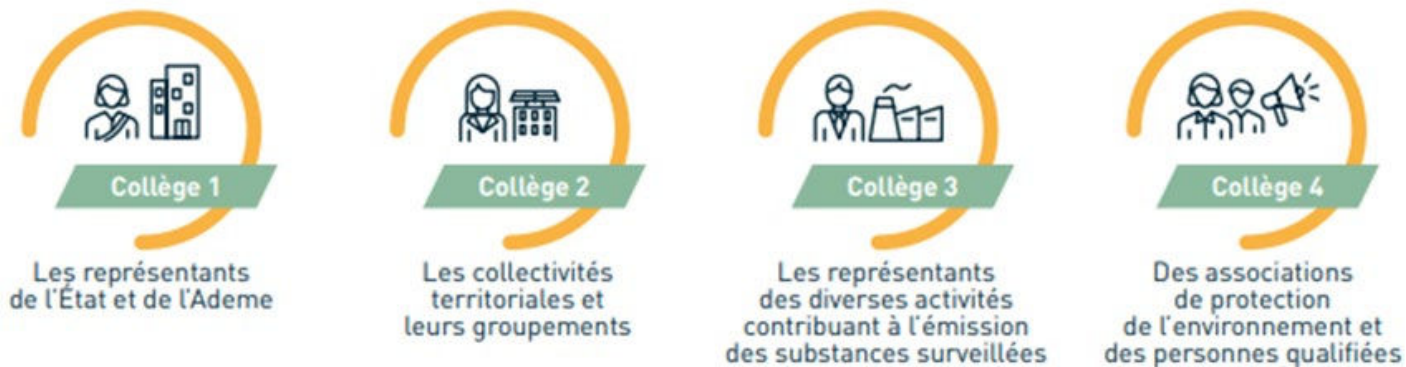 Collège 1
Les représentants
de l'État et de l'Ademe
Collège 2
Les collectivités
territoriales et
leurs groupements
Collège 3
Les représentants
des diverses activités
contribuant à l'émission
des substances surveillées
Collège 4
Des associations
de protection
de l'environnement et
des personnes qualifiées